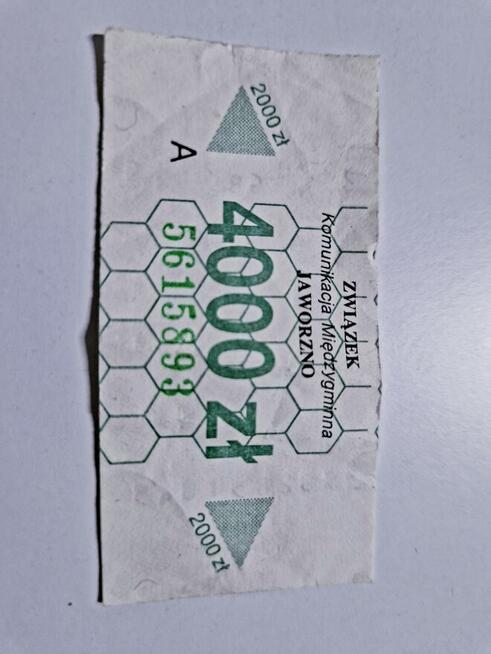 ZWIĄZEK
Komunikacja Międzygminna
JAWORZNO
2000 zł
4000 zł
2000 zł
A
5615893